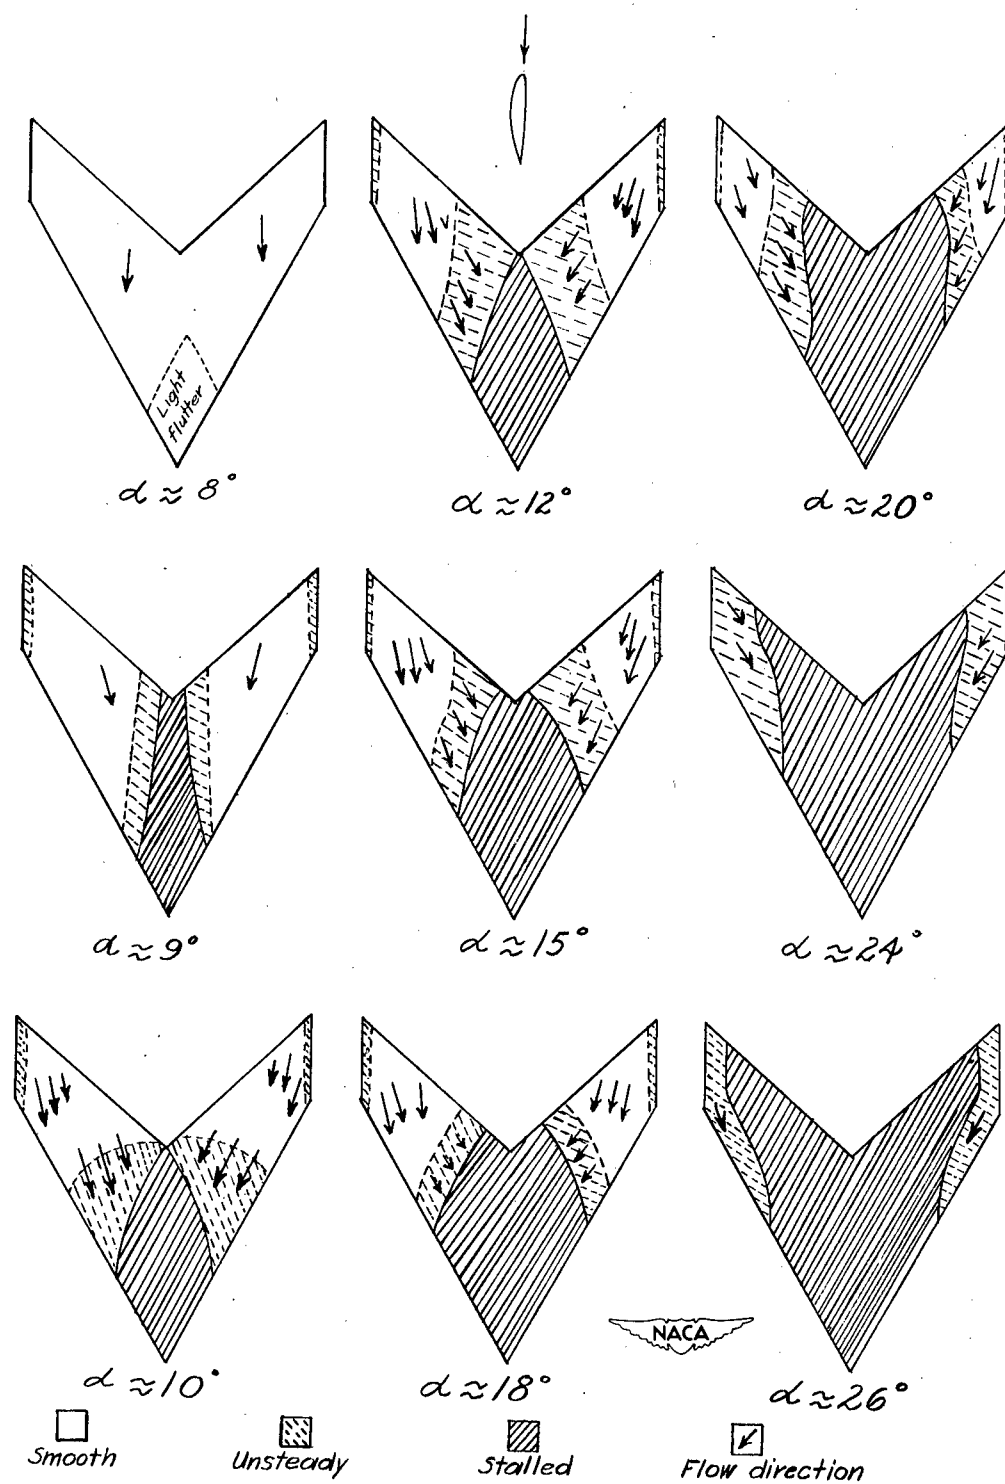 Light
flutter
α ≈ 8°
α ≈ 12°
α ≈ 20°
α ≈ 9°
α ≈ 15°
α ≈ 24°
α ≈ 10°
α ≈ 18°
α ≈ 26°
NACA
Smooth
Unsteady
Stalled
Flow direction